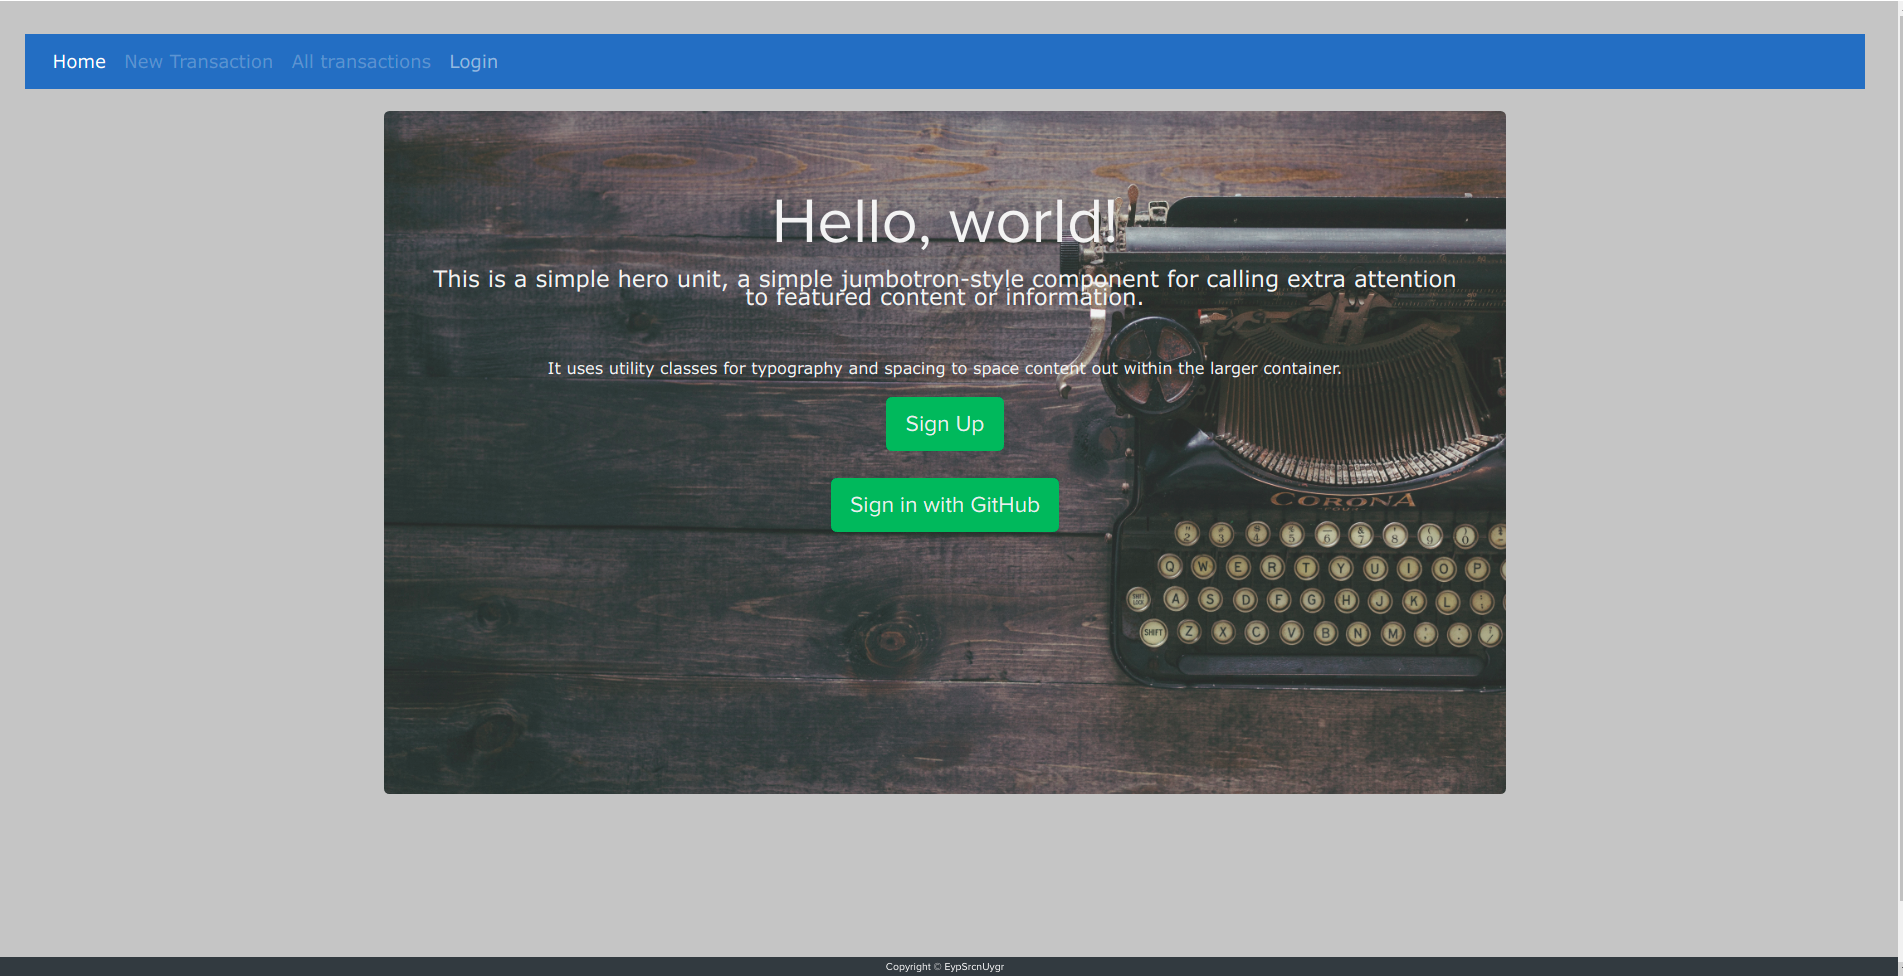 Home New Transaction All transactions Login
Hello, world!
This is a simple hero unit, a simple jumbotron-style component for calling extra attention
to featured content or information.
It uses utility classes for typography and spacing to space content out within the larger container.
Sign Up
Sign in with GitHub
CORONA
2 3 4 5 6 7 8 9 0
Q W E R T Y U I O P
SHIFT LOCK A S D F G H J K L
SHIFT Z X C V B N M
Copyright © EypSrcnUygr